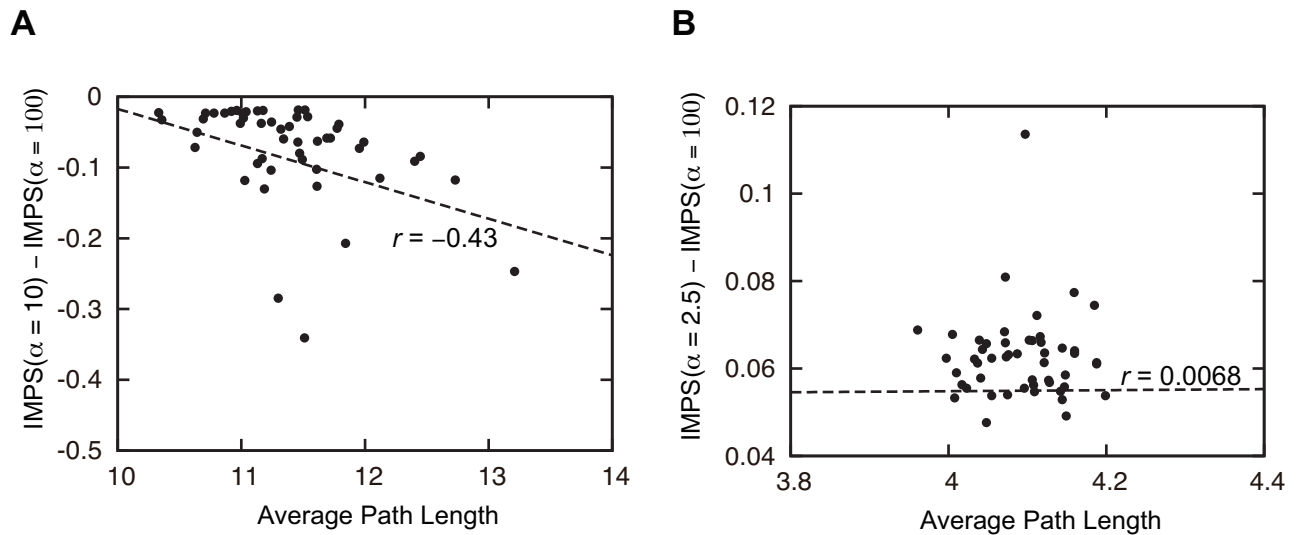 A
B
IMPS(α = 10) − IMPS(α = 100)
0
-0.1
-0.2
-0.3
-0.4
-0.5
r = −0.43
10
11
12
13
14
Average Path Length
IMPS(α = 2.5) − IMPS(α = 100)
0.12
0.1
0.08
0.06
0.04
r = 0.0068
3.8
4
4.2
4.4
Average Path Length